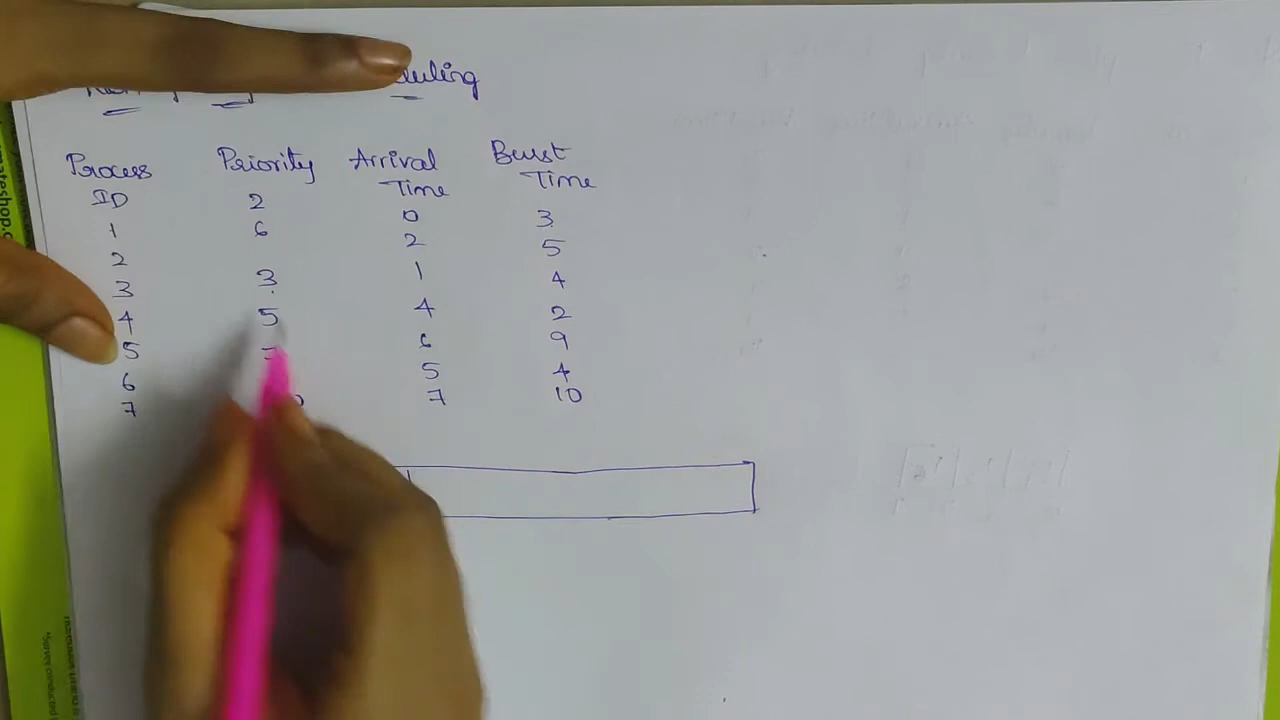 Process Priority Arrival Burst
ID 2 Time Time
1 6 0 3
2 2 5
3 3 1 4
4 5 4 2
5 6 9
6 5 4
7 7 10